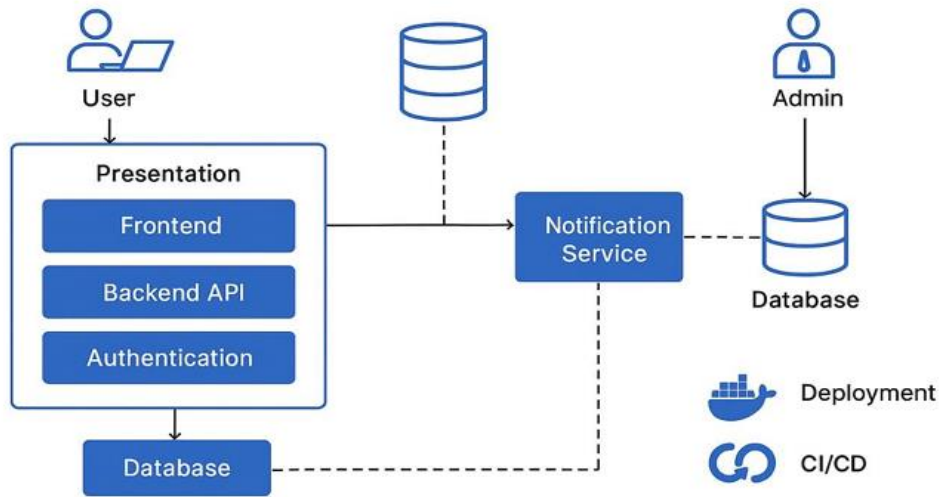 User
Admin
Presentation
Frontend
Backend API
Authentication
Database
Notification
Service
Database
Deployment
CI/CD